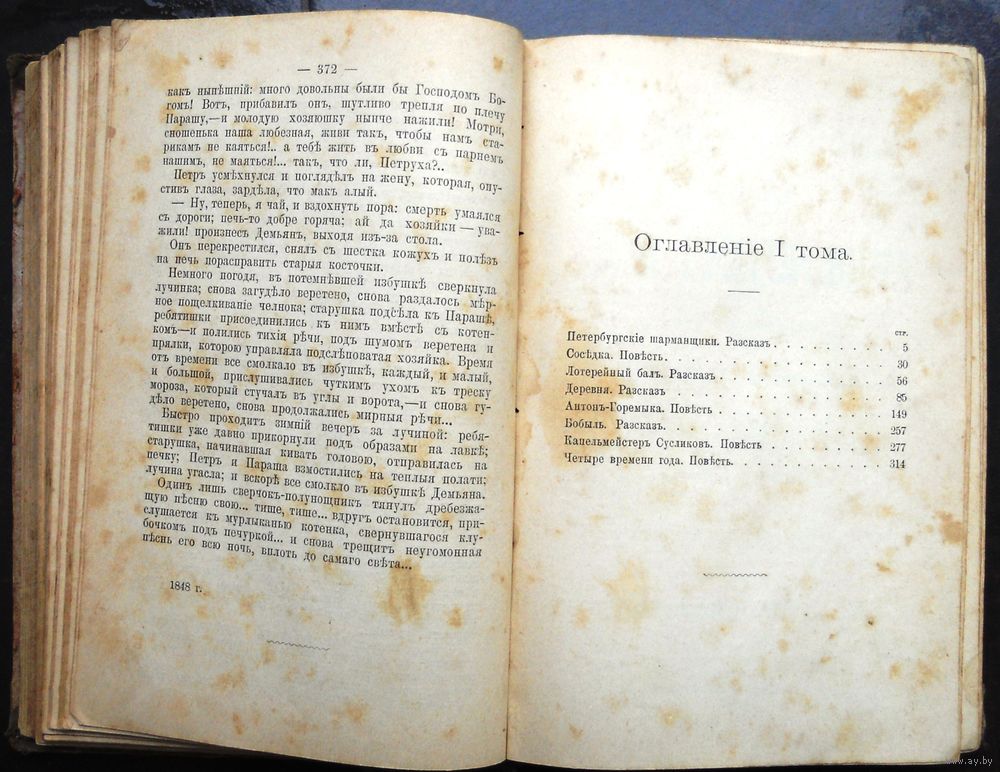 — 372 —
какъ нынѣшній: много довольны были бы Господомъ Бо-
гомъ! Вотъ, прибавилъ онъ, шутливо трепля по плечу
Парашу,—и молодую хозяюшку нынче нажили! Мотри,
сношенька наша любезная, живи такъ, чтобы намъ ста-
рикамъ не каяться!.. а тебѣ жить въ любви съ парнемъ
нашимъ, не маяться!... такъ, что ли, Петруха?..
Петръ усмѣхнулся и поглядѣлъ на жену, которая, опу-
стивъ глаза, зардѣла, что макъ алый.
— Ну, теперь, я чай, и вздохнуть пора: смерть умаялся
съ дороги; печь-то добре горяча: ай да хозяйки — ува-
жили! произнесъ Демьянъ, выходя изъ-за стола.
Онъ перекрестился, снялъ съ шестка кожухъ и полѣзъ
на печь порасправить старыя косточки.
Немного погодя, въ потемнѣвшей избушкѣ сверкнула
лучинка; снова загудѣло веретено, снова раздалось мѣр-
ное пощелкиваніе челнока; старушка подсѣла къ Парашѣ,
ребятишки присоединились къ нимъ вмѣстѣ съ котен-
комъ—и полились тихія рѣчи, подъ шумомъ веретена и
прялки, которою управляла подслѣповатая хозяйка. Время
отъ времени все смолкало въ избушкѣ, каждый, и малый,
и большой, прислушивались чуткимъ ухомъ къ треску
мороза, который стучалъ въ углы и ворота,—и снова гу-
дѣло веретено, снова продолжались мирныя рѣчи...
Быстро проходитъ зимній вечеръ за лучиной: ребя-
тишки уже давно прикорнули подъ образами на лавкѣ;
старушка, начинавшая кивать головою, отправилась на
печку; Петръ и Параша взмостились на теплыя полати;
лучина угасла; и вскорѣ все смолкло въ избушкѣ Демьяна.
Одинъ лишь сверчокъ-полунощникъ тянулъ дребезжа-
щую пѣсню свою... тише, тише... вдругъ остановится, при-
слушается къ мурлыканью котенка, свернувшагося клу-
бочкомъ подъ печуркой... и снова трещитъ неугомонная
пѣснь его всю ночь, вплоть до самаго свѣта...
1848 г.
Оглавленіе I тома.
стр.
Петербургскіе шарманщики. Разсказъ . . . . . . . . . . 5
Сосѣдка. Повѣсть. . . . . . . . . . . . . . . . 30
Лотерейный балъ. Разсказъ . . . . . . . . . . . . 56
Деревня. Разсказъ . . . . . . . . . . . . . . . 85
Антонъ-Горемыка. Повѣсть . . . . . . . . . . . . 149
Бобыль. Разсказъ. . . . . . . . . . . . . . . . 257
Капельмейстеръ Сусликовъ. Повѣсть . . . . . . . . . 277
Четыре времени года. Повѣсть. . . . . . . . . . . 314
www.ay.by